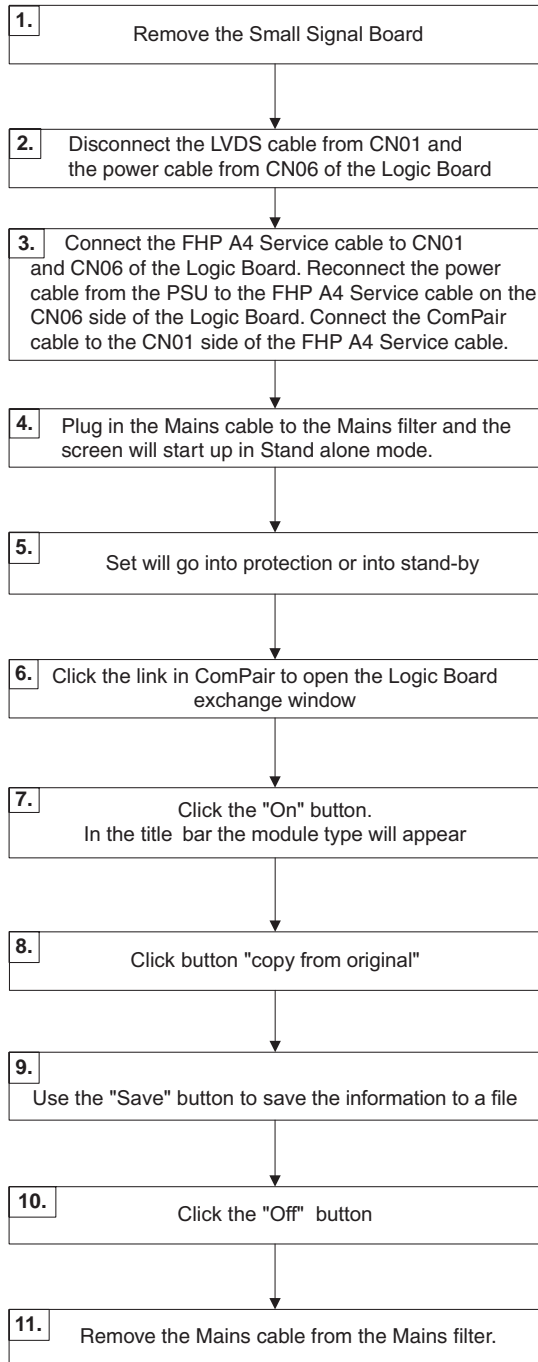 1.
Remove the Small Signal Board
2. Disconnect the LVDS cable from CN01 and
the power cable from CN06 of the Logic Board
3. Connect the FHP A4 Service cable to CN01
and CN06 of the Logic Board. Reconnect the power
cable from the PSU to the FHP A4 Service cable on the
CN06 side of the Logic Board. Connect the ComPair
cable to the CN01 side of the FHP A4 Service cable.
4. Plug in the Mains cable to the Mains filter and the
screen will start up in Stand alone mode.
5.
Set will go into protection or into stand-by
6. Click the link in ComPair to open the Logic Board
exchange window
7.
Click the "On" button.
In the title bar the module type will appear
8.
Click button "copy from original"
9.
Use the "Save" button to save the information to a file
10.
Click the "Off" button
11.
Remove the Mains cable from the Mains filter.